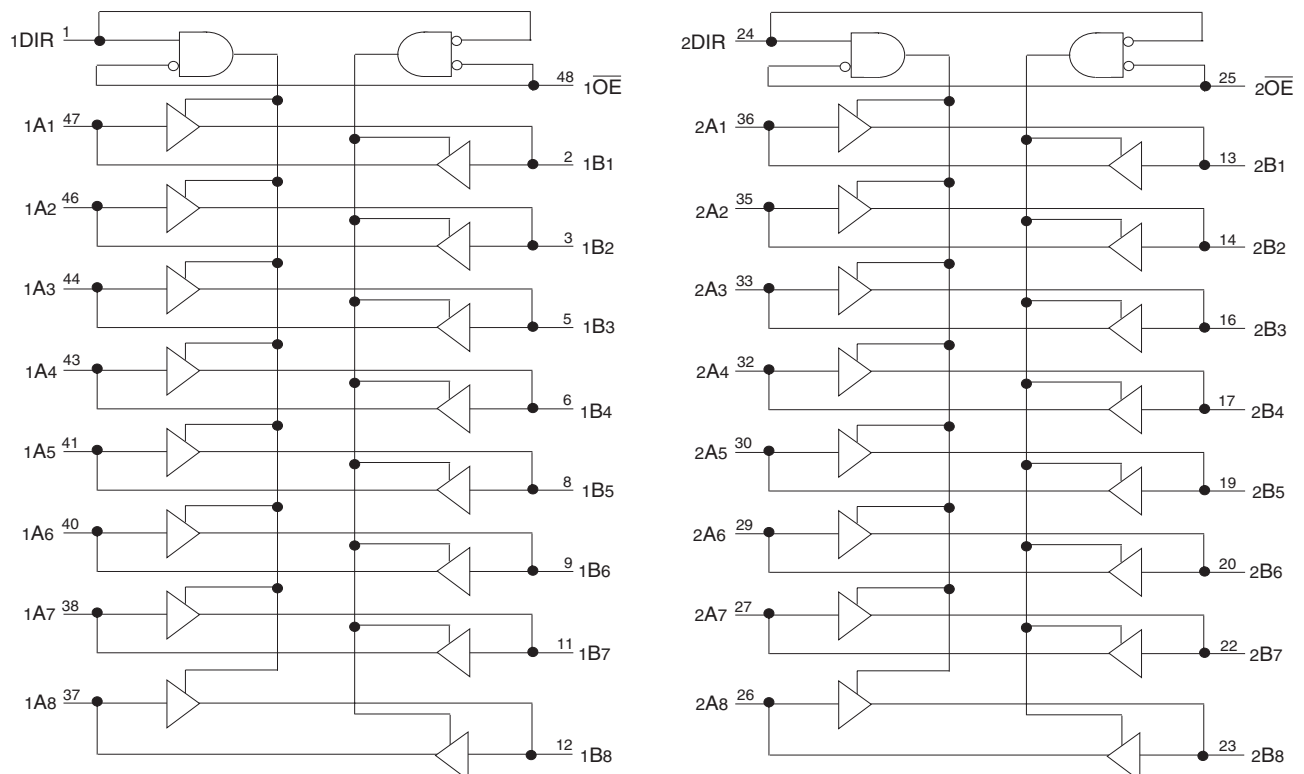 1DIR 1 2DIR 24
48 1O̅E̅ 25 2O̅E̅
1A1 47 2A1 36
2 1B1 13 2B1
1A2 46 2A2 35
3 1B2 14 2B2
1A3 44 2A3 33
5 1B3 16 2B3
1A4 43 2A4 32
6 1B4 17 2B4
1A5 41 2A5 30
8 1B5 19 2B5
1A6 40 2A6 29
9 1B6 20 2B6
1A7 38 2A7 27
11 1B7 22 2B7
1A8 37 2A8 26
12 1B8 23 2B8